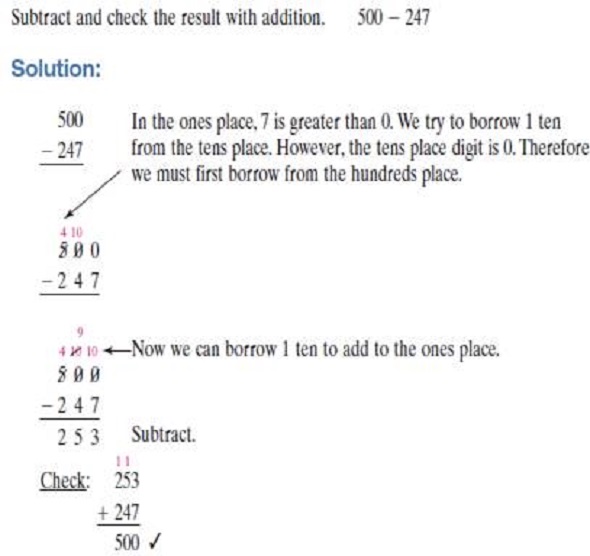 Subtract and check the result with addition. 500 – 247
Solution:
500
– 247
In the ones place, 7 is greater than 0. We try to borrow 1 ten
from the tens place. However, the tens place digit is 0. Therefore
we must first borrow from the hundreds place.
4 10
5 0 0
– 2 4 7
9
4 10 10
Now we can borrow 1 ten to add to the ones place.
5 0 0
– 2 4 7
2 5 3 Subtract.
1 1
Check: 253
+ 247
500 ✓